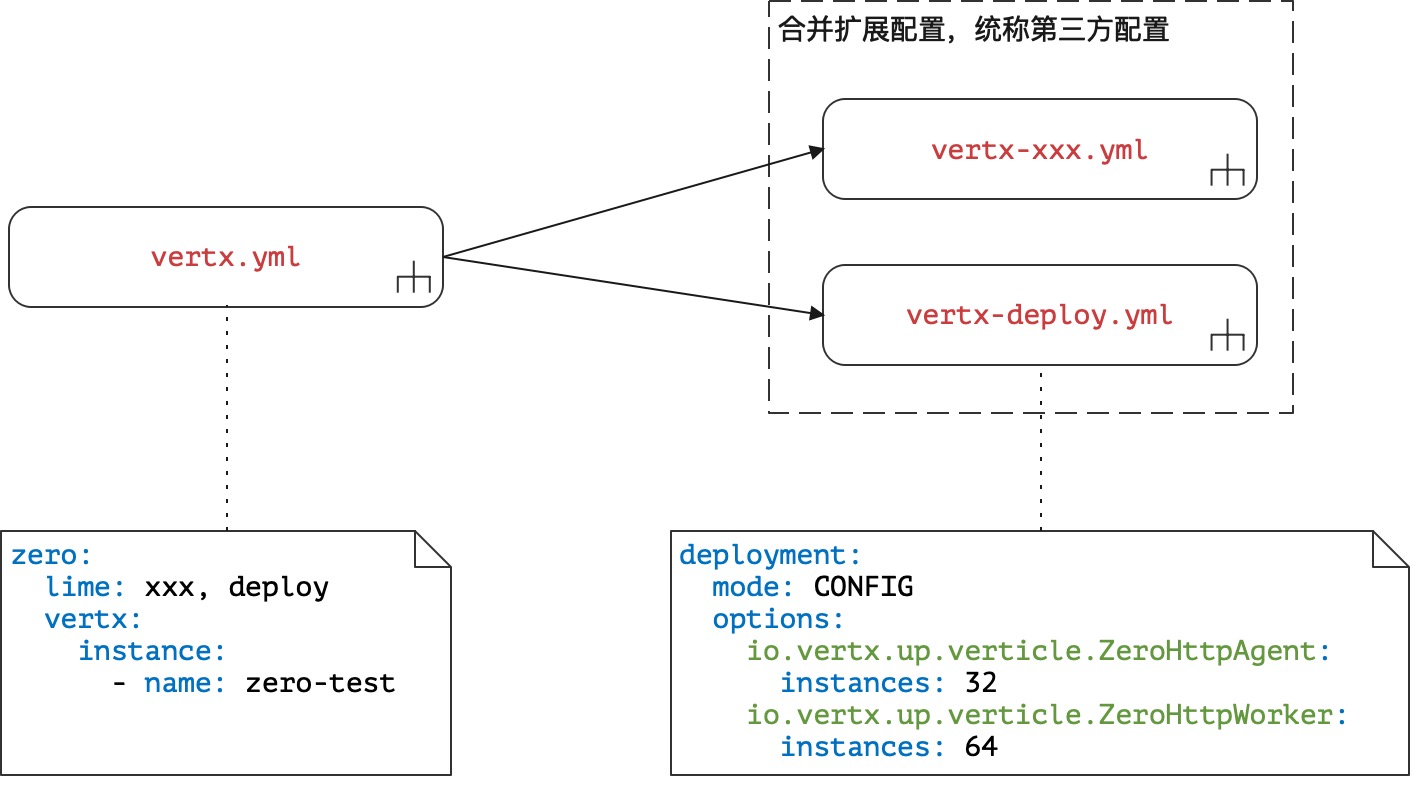 合并扩展配置，统称第三方配置
vertx-xxx.yml
vertx.yml
vertx-deploy.yml
zero:
  lime: xxx, deploy
  vertx:
    instance:
      - name: zero-test
deployment:
  mode: CONFIG
  options:
    io.vertx.up.verticle.ZeroHttpAgent:
      instances: 32
    io.vertx.up.verticle.ZeroHttpWorker:
      instances: 64